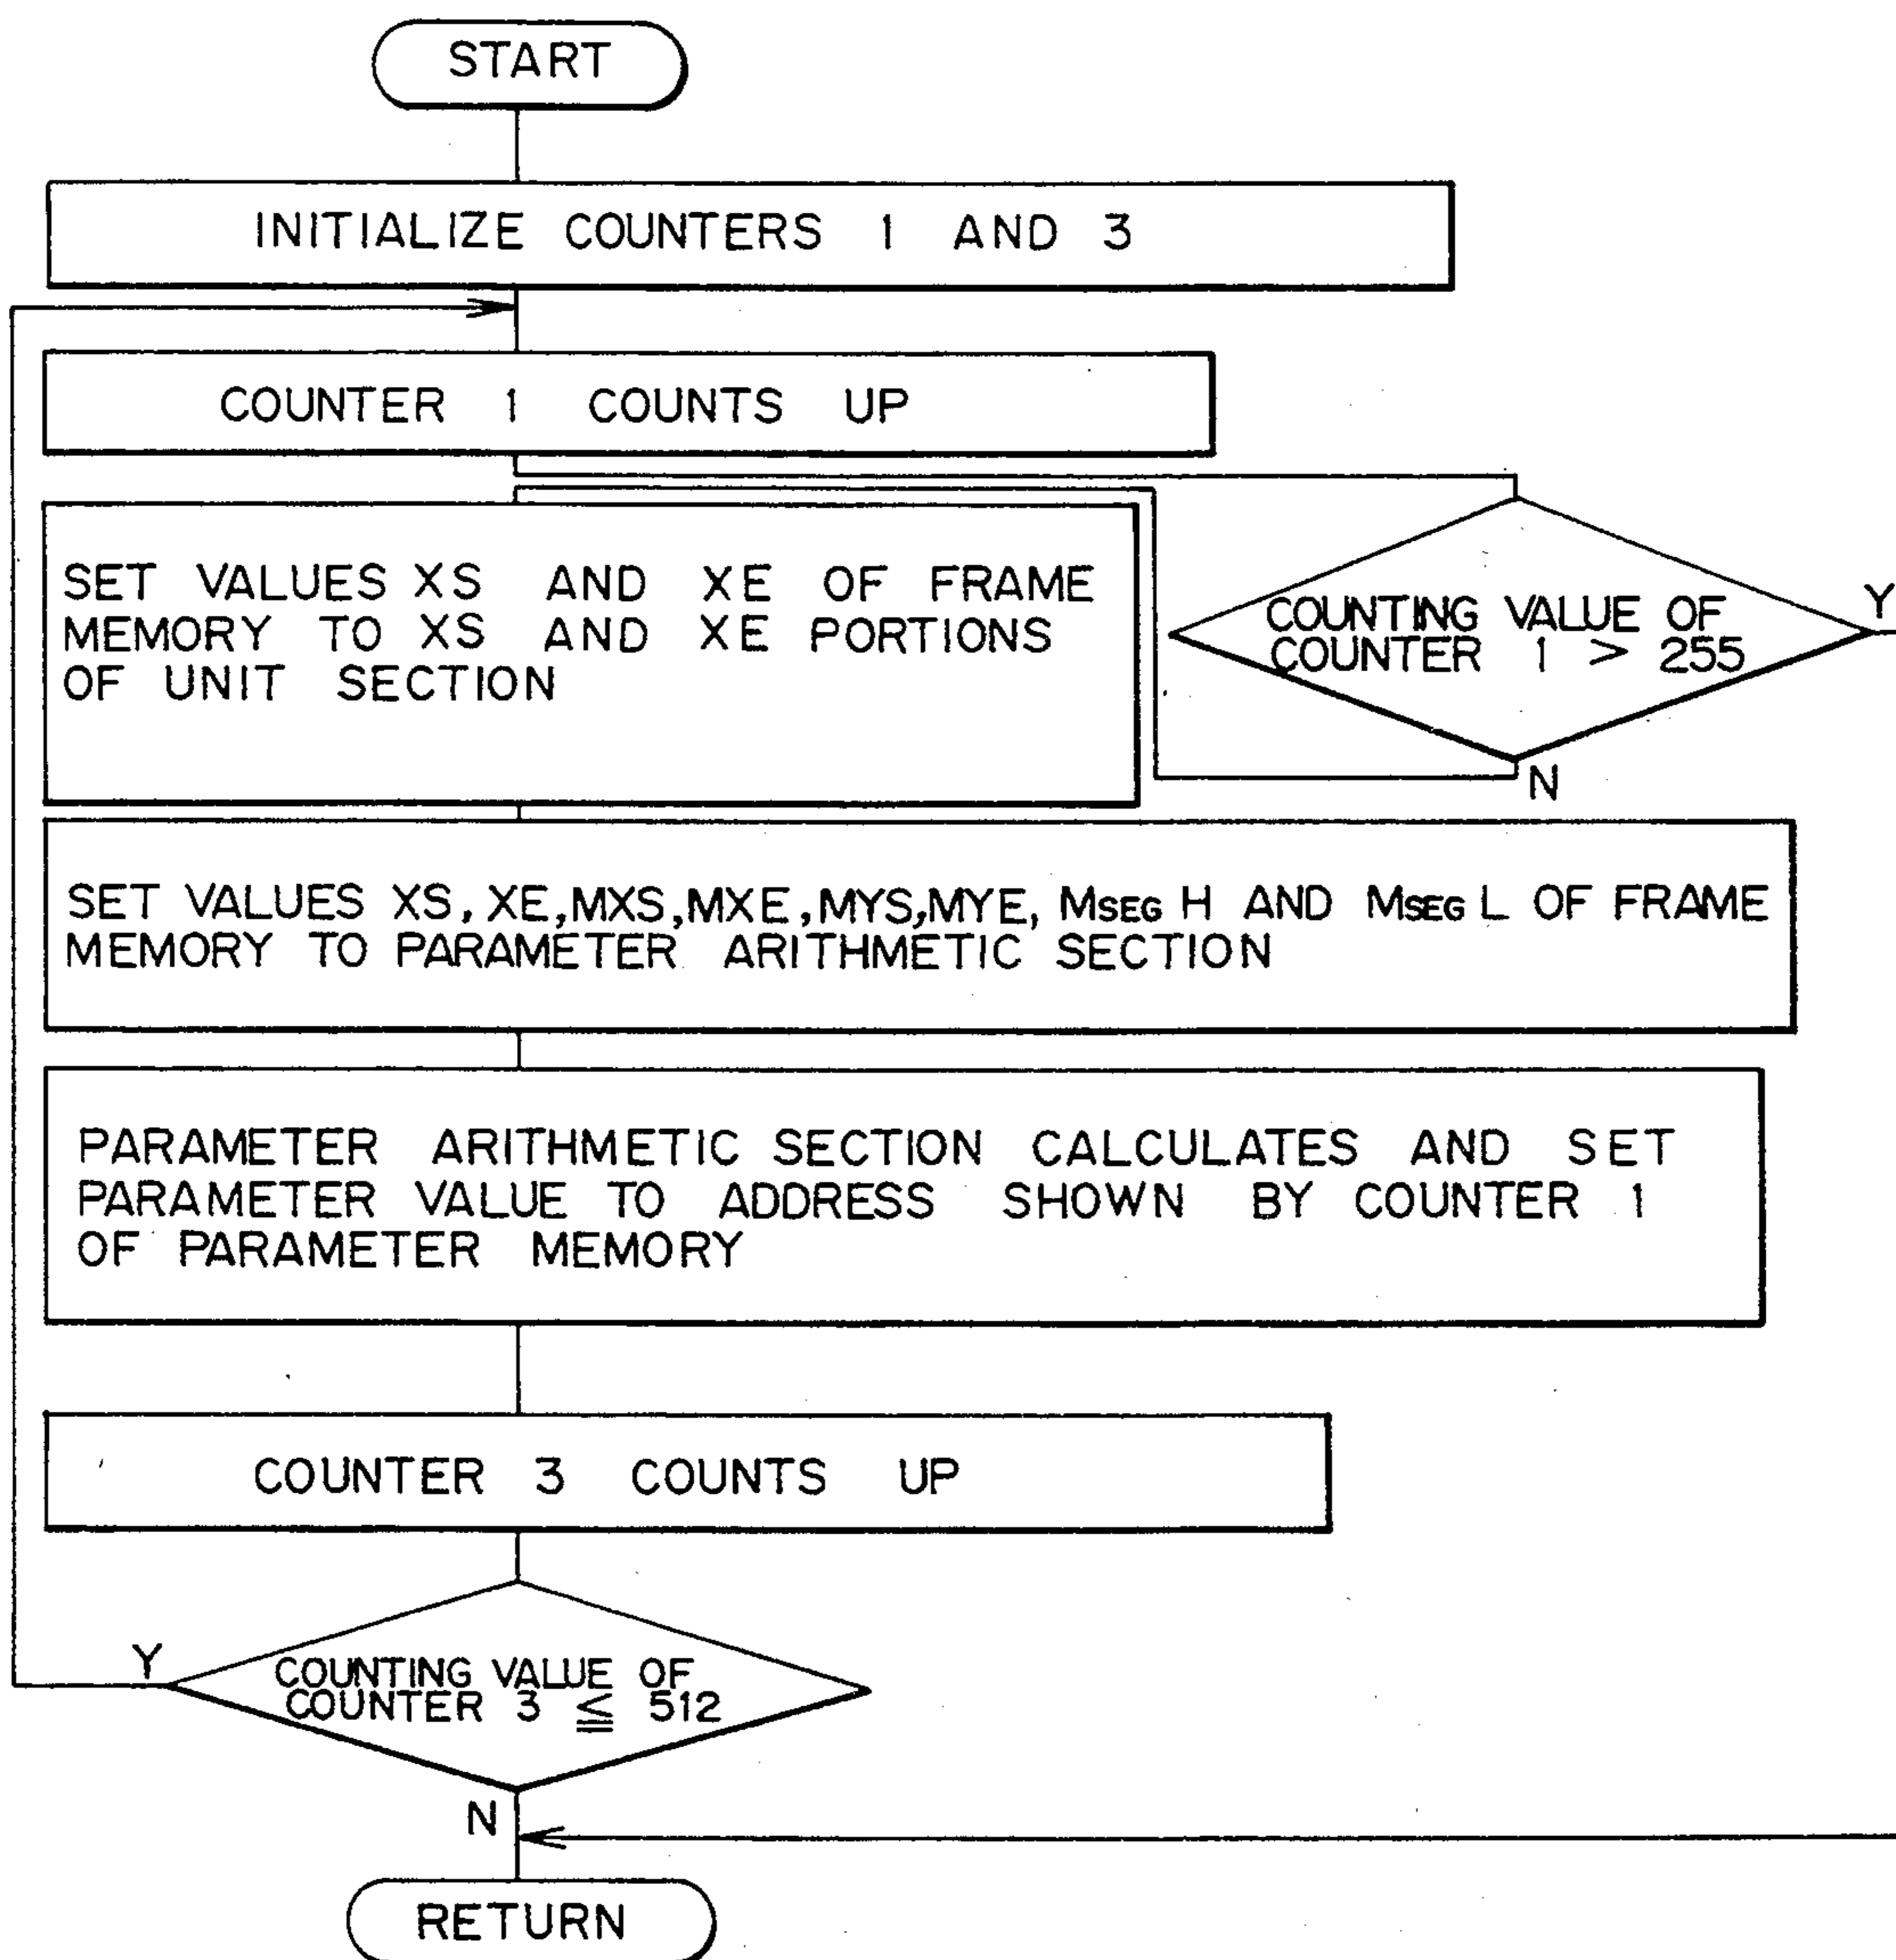 START
INITIALIZE COUNTERS 1 AND 3
COUNTER 1 COUNTS UP
COUNTING VALUE OF
COUNTER 1 > 255
Y
N
SET VALUES XS AND XE OF FRAME
MEMORY TO XS AND XE PORTIONS
OF UNIT SECTION
SET VALUES XS, XE, MXS, MXE, MYS, MYE, MSEG H AND MSEG L OF FRAME
MEMORY TO PARAMETER ARITHMETIC SECTION
PARAMETER ARITHMETIC SECTION CALCULATES AND SET
PARAMETER VALUE TO ADDRESS SHOWN BY COUNTER 1
OF PARAMETER MEMORY
COUNTER 3 COUNTS UP
Y
COUNTING VALUE OF
COUNTER 3 ≦ 512
N
RETURN